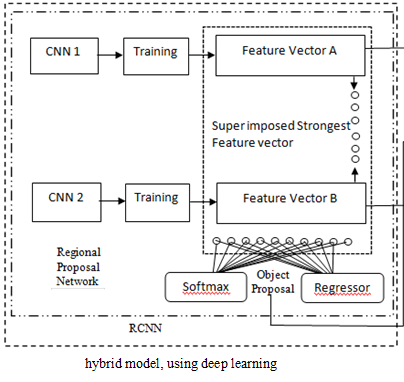 CNN 1
Training
Feature Vector A
Super imposed Strongest
Feature vector
CNN 2
Training
Feature Vector B
Regional
Proposal
Network
Softmax
Object
Proposal
Regressor
RCNN
hybrid model, using deep learning